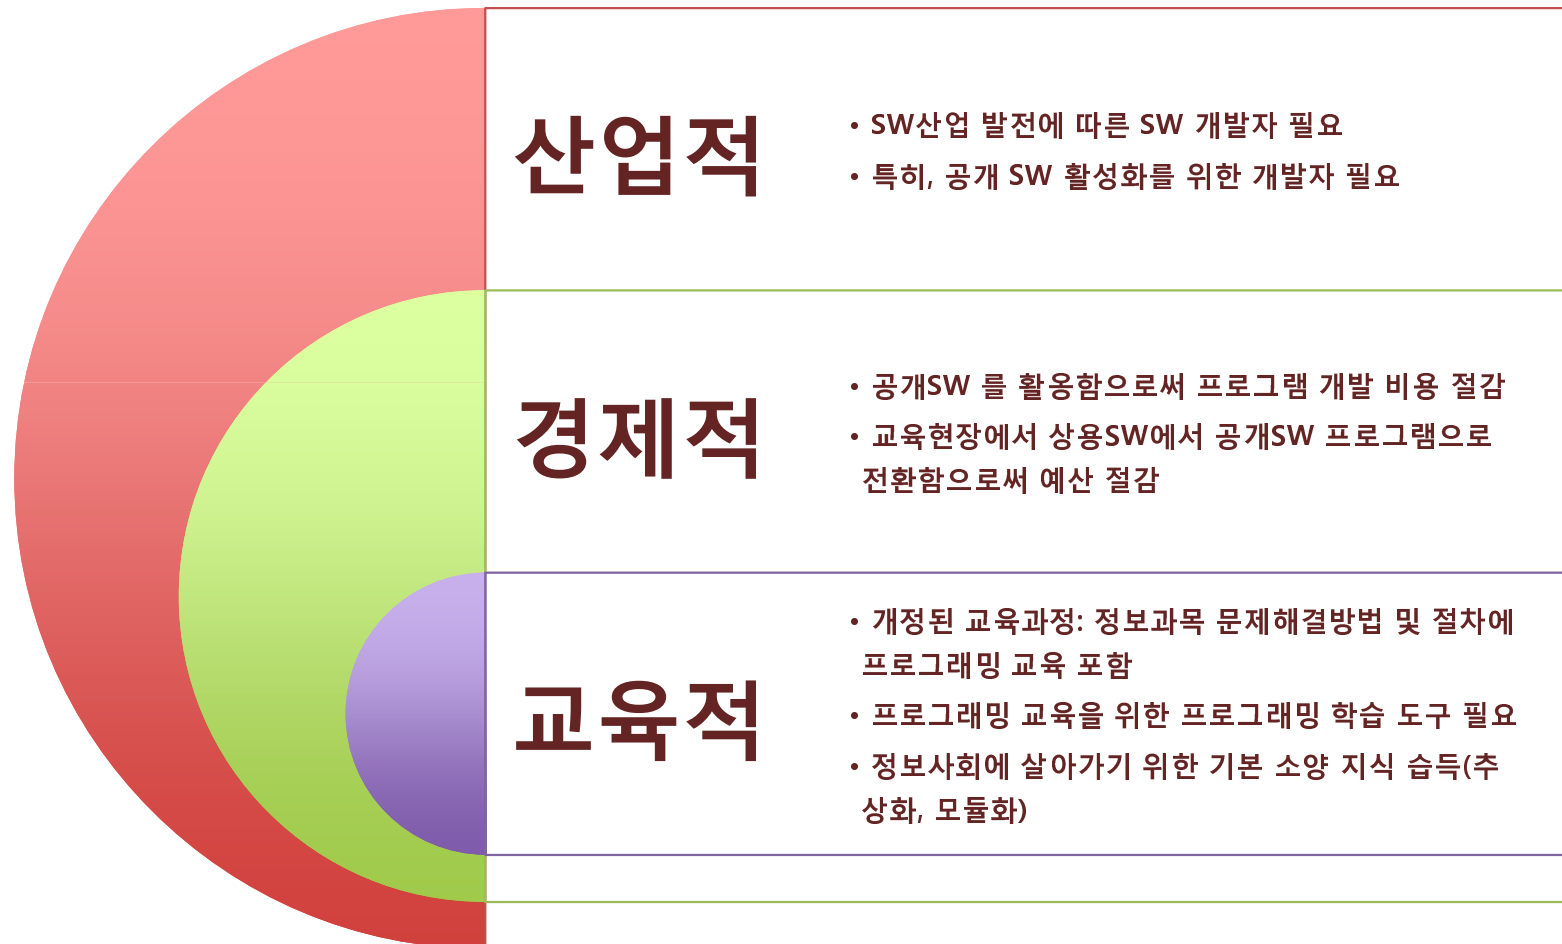 산업적
• SW산업 발전에 따른 SW 개발자 필요
• 특히, 공개 SW 활성화를 위한 개발자 필요
경제적
• 공개SW 를 활옹함으로써 프로그램 개발 비용 절감
• 교육현장에서 상용SW에서 공개SW 프로그램으로
전환함으로써 예산 절감
교육적
• 개정된 교육과정: 정보과목 문제해결방법 및 절차에
프로그래밍 교육 포함
• 프로그래밍 교육을 위한 프로그래밍 학습 도구 필요
• 정보사회에 살아가기 위한 기본 소양 지식 습득(추
상화, 모듈화)